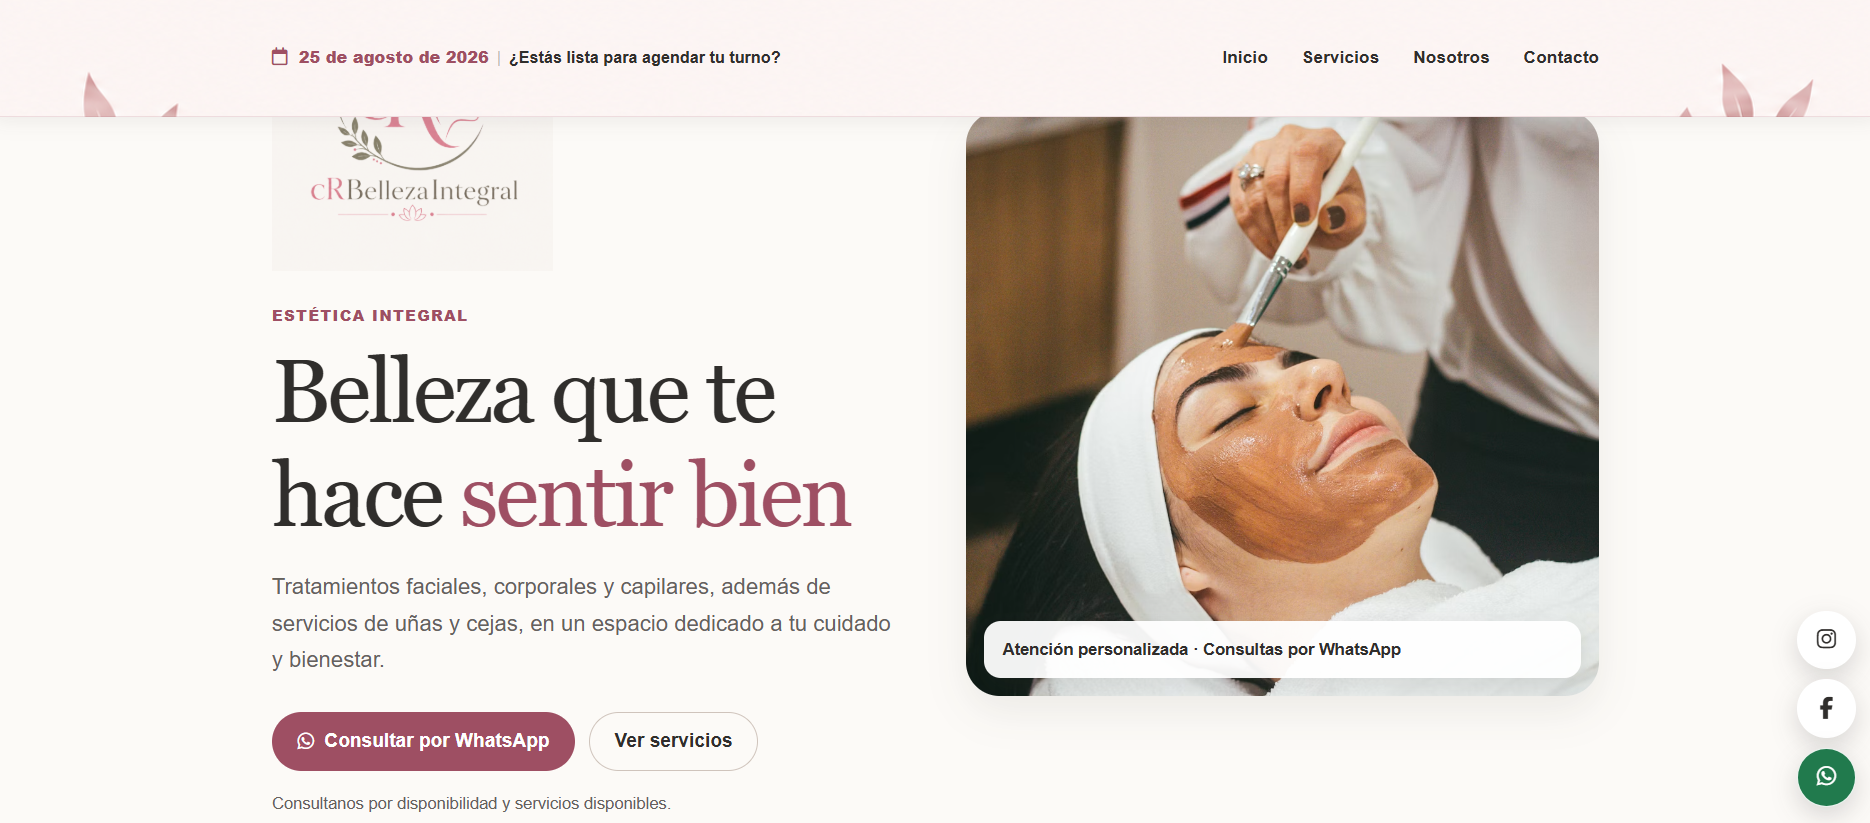 25 de agosto de 2026 | ¿Estás lista para agendar tu turno?
Inicio Servicios Nosotros Contacto
cRBellezaIntegral
ESTÉTICA INTEGRAL
Belleza que te
hace sentir bien
Tratamientos faciales, corporales y capilares, además de
servicios de uñas y cejas, en un espacio dedicado a tu cuidado
y bienestar.
Consultar por WhatsApp
Ver servicios
Consultanos por disponibilidad y servicios disponibles.
Atención personalizada · Consultas por WhatsApp